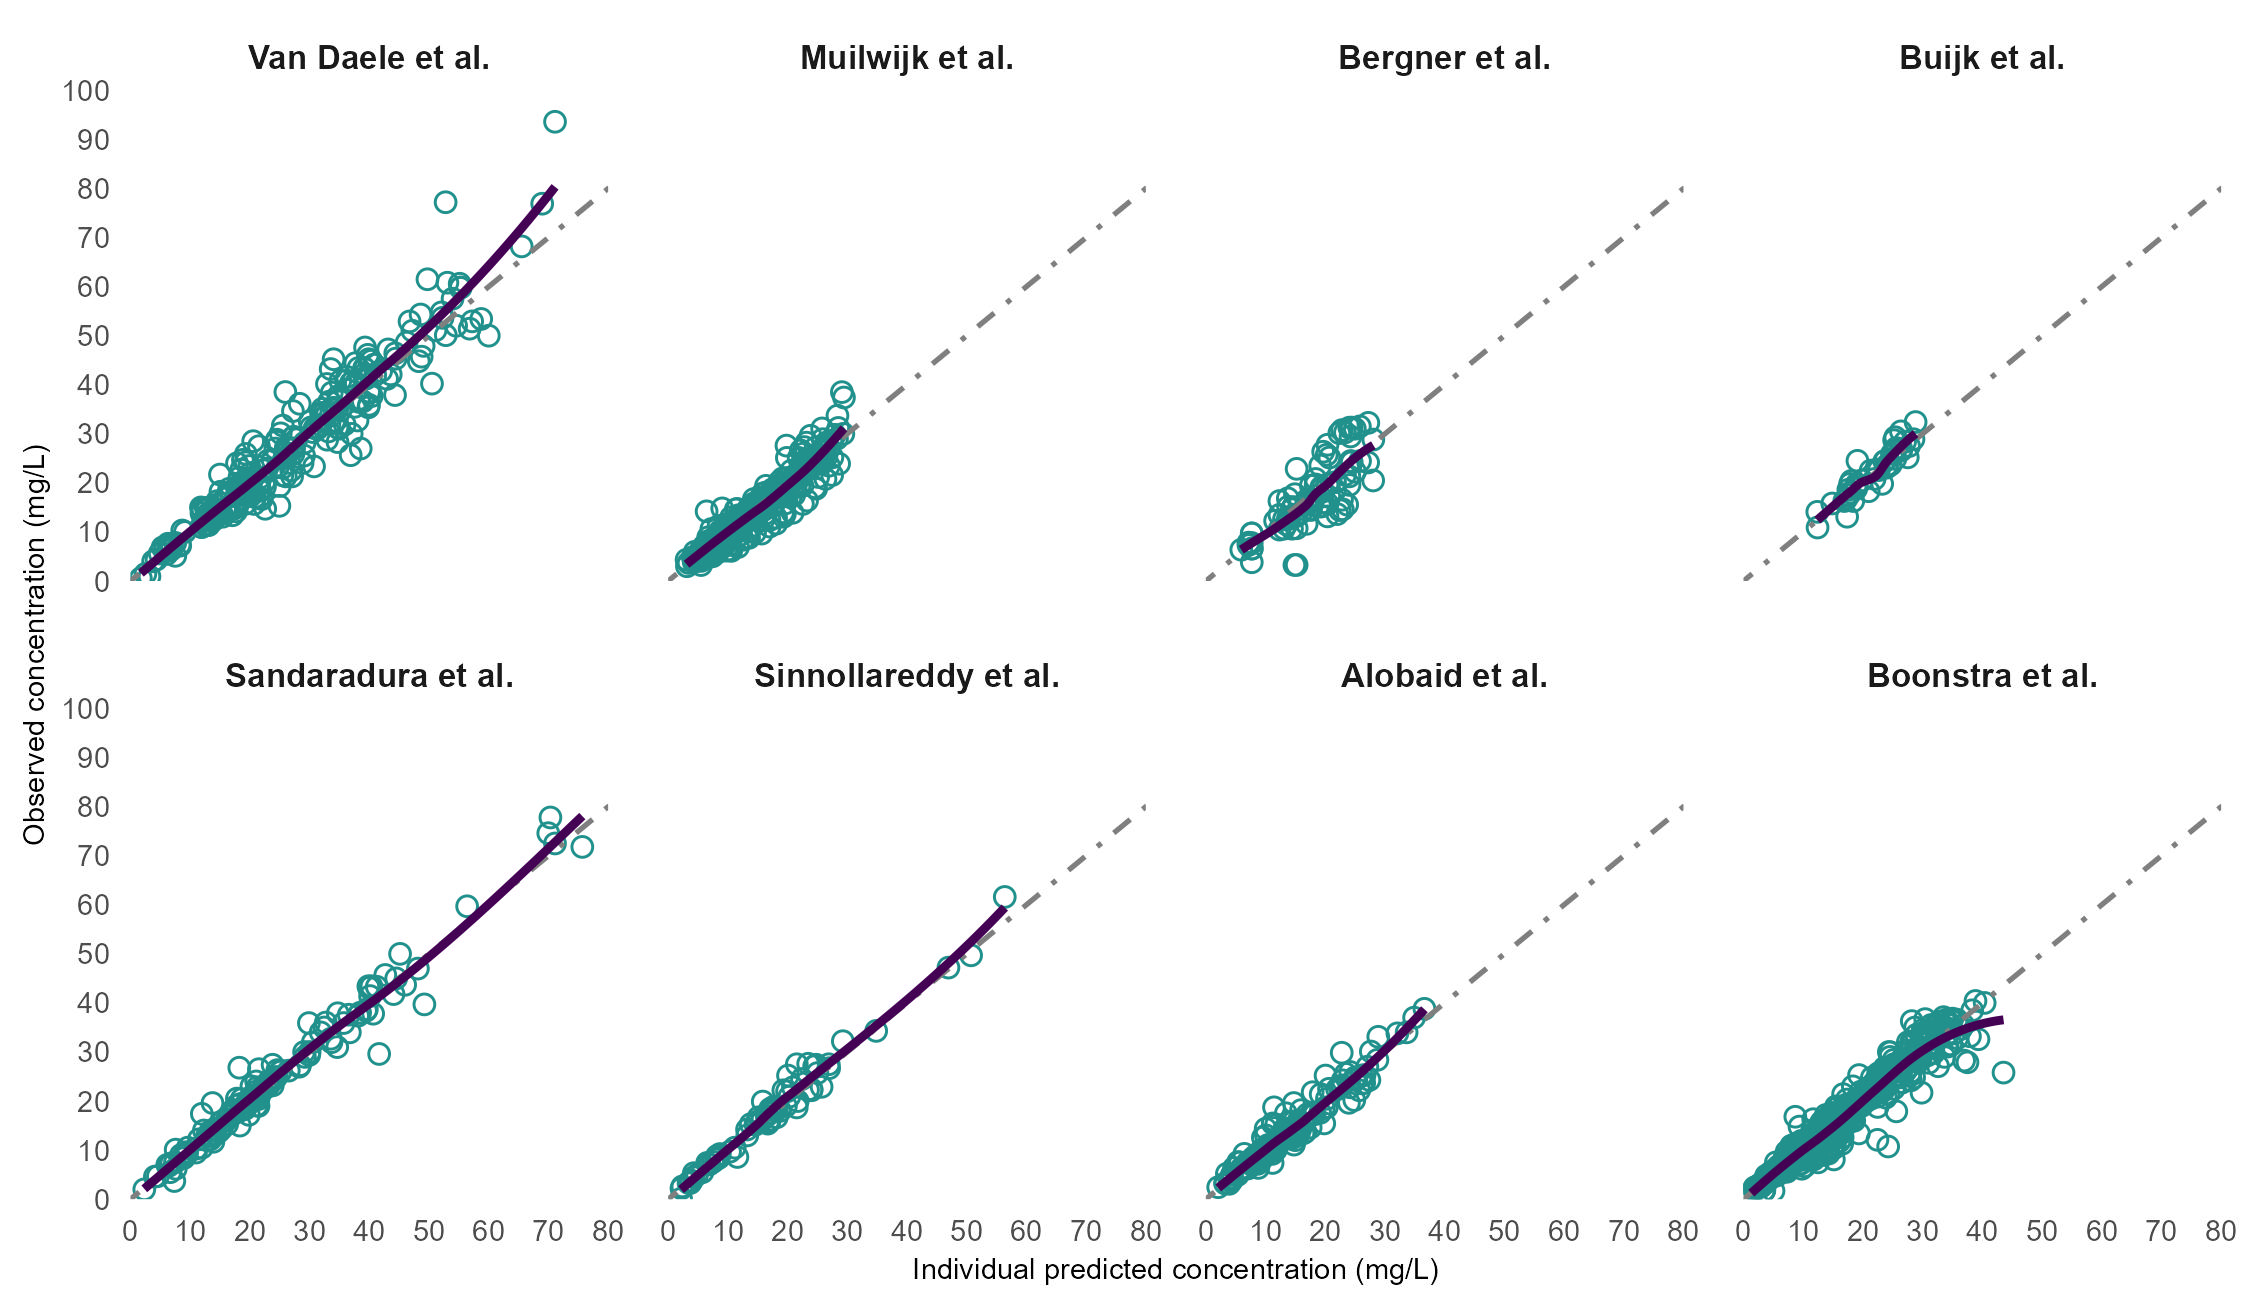 Van Daele et al.
Muilwijk et al.
Bergner et al.
Buijk et al.
100
90
80
70
60
50
40
30
20
10
0
Observed concentration (mg/L)
Sandaradura et al.
Sinnollareddy et al.
Alobaid et al.
Boonstra et al.
100
90
80
70
60
50
40
30
20
10
0
0 10 20 30 40 50 60 70 80
0 10 20 30 40 50 60 70 80
0 10 20 30 40 50 60 70 80
0 10 20 30 40 50 60 70 80
Individual predicted concentration (mg/L)